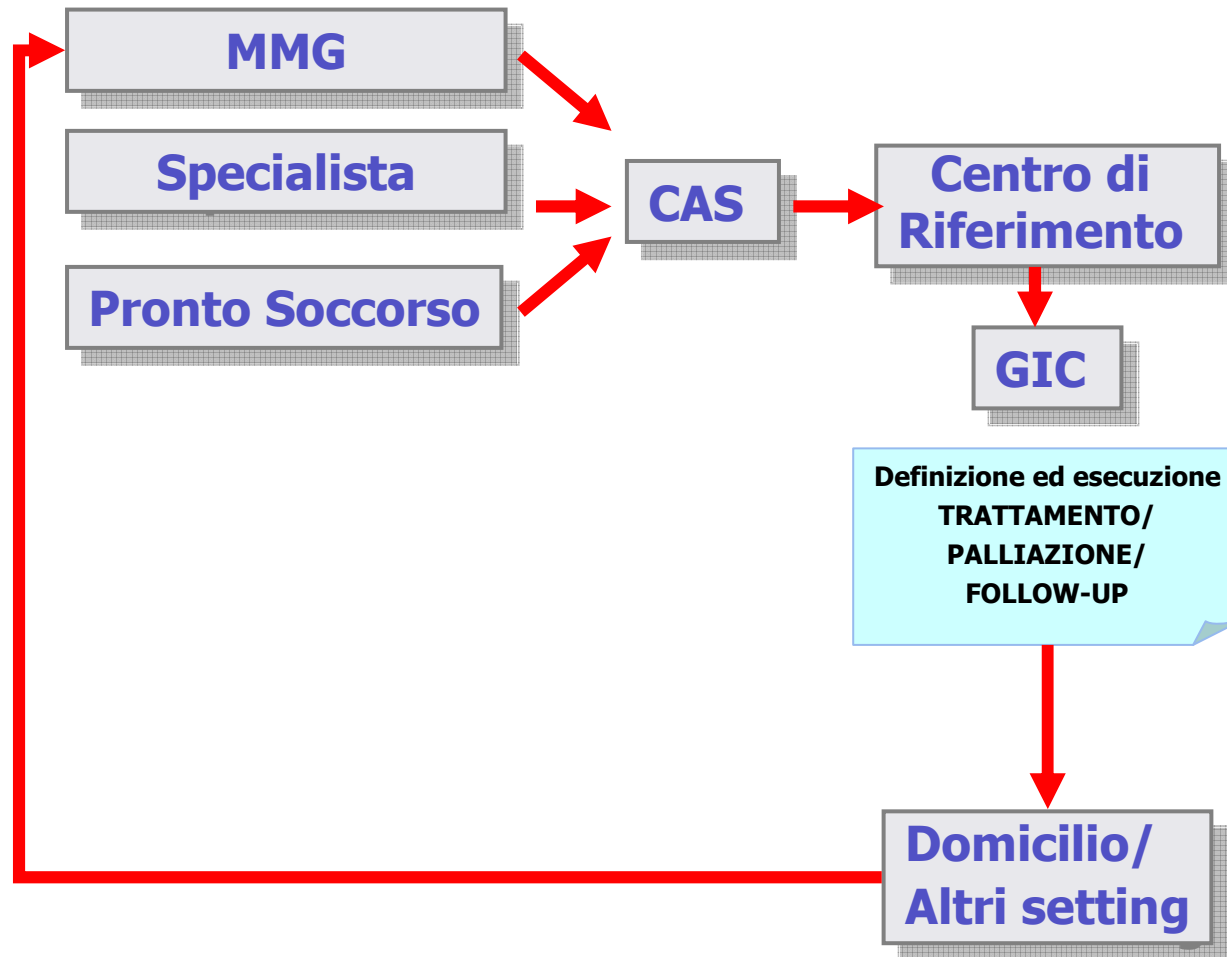 MMG
Specialista
Pronto Soccorso
CAS
Centro di
Riferimento
GIC
Definizione ed esecuzione
TRATTAMENTO/
PALLIAZIONE/
FOLLOW-UP
Domicilio/
Altri setting